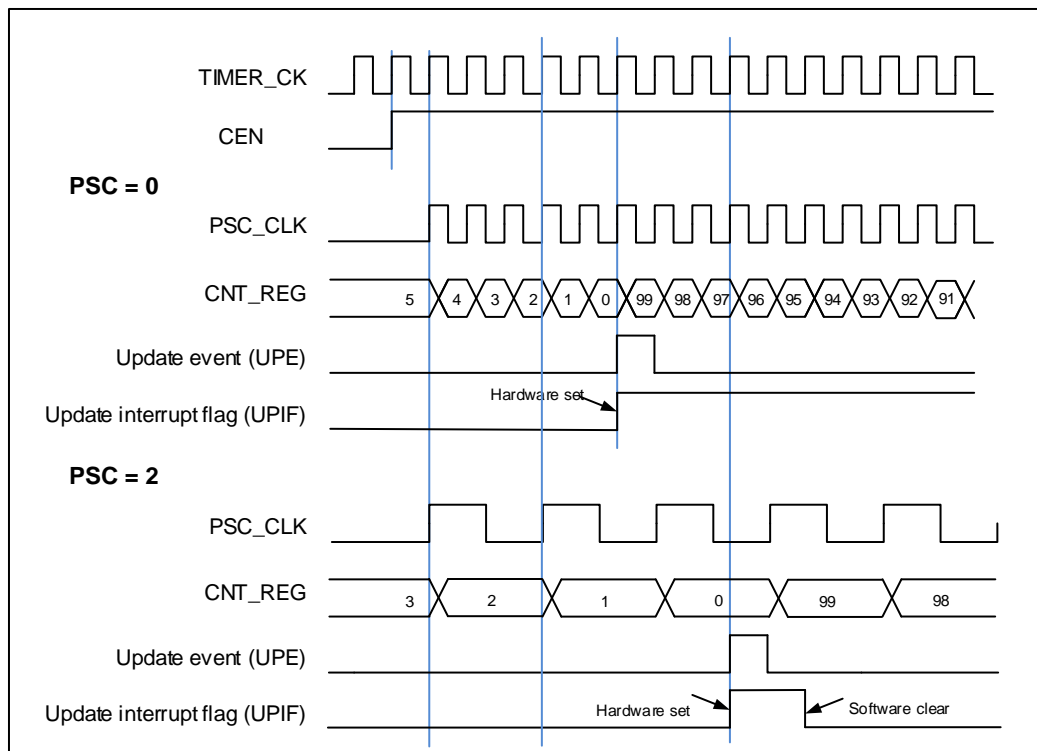 TIMER_CK
CEN
PSC = 0
PSC_CLK
CNT_REG 5 4 3 2 1 0 99 98 97 96 95 94 93 92 91
Update event (UPE)
Hardware set
Update interrupt flag (UPIF)
PSC = 2
PSC_CLK
CNT_REG 3 2 1 0 99 98
Update event (UPE)
Update interrupt flag (UPIF) Hardware set Software clear